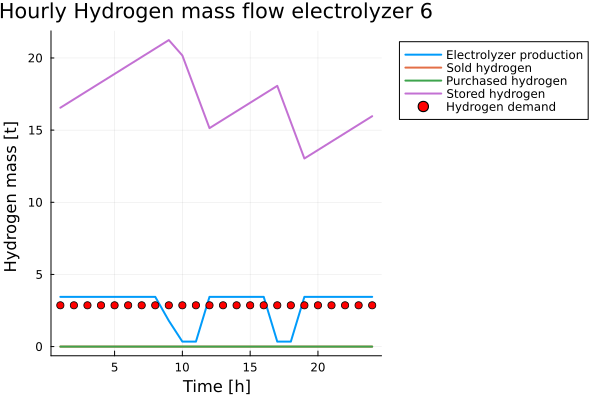 Hourly Hydrogen mass flow electrolyzer 6
Electrolyzer production
Sold hydrogen
Purchased hydrogen
Stored hydrogen
Hydrogen demand
Hydrogen mass [t]
20
15
10
5
0
5
10
15
20
Time [h]